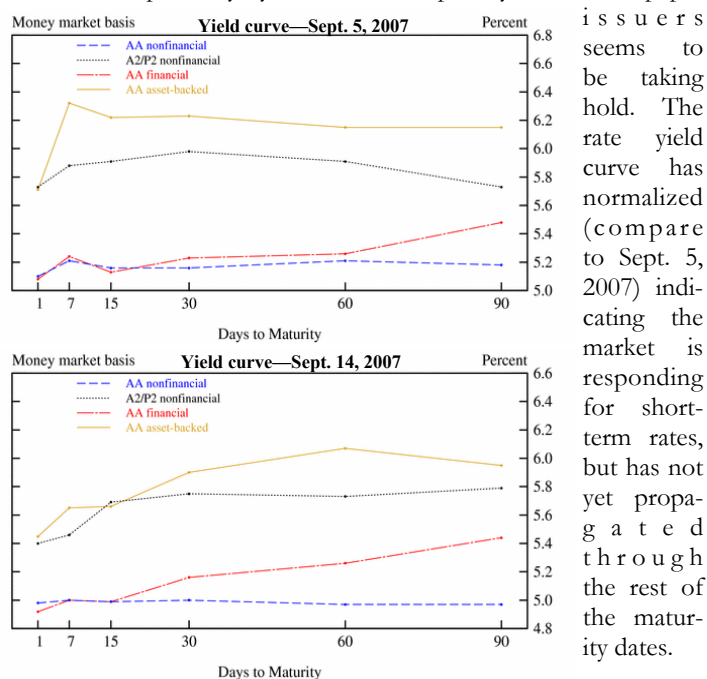 Money market basis Yield curve—Sept. 5, 2007 Percent
AA nonfinancial
A2/P2 nonfinancial
AA financial
AA asset-backed
6.8
6.6
6.4
6.2
6.0
5.8
5.6
5.4
5.2
5.0
1 7 15 30 60 90
Days to Maturity
Money market basis Yield curve—Sept. 14, 2007 Percent
AA nonfinancial
A2/P2 nonfinancial
AA financial
AA asset-backed
6.6
6.4
6.2
6.0
5.8
5.6
5.4
5.2
5.0
4.8
1 7 15 30 60 90
Days to Maturity
issuers
seems to
be taking
hold. The
rate yield
curve has
normalized
(compare
to Sept. 5,
2007) indi-
cating the
market is
responding
for short-
term rates,
but has not
yet propa-
gated
through
the rest of
the matur-
ity dates.